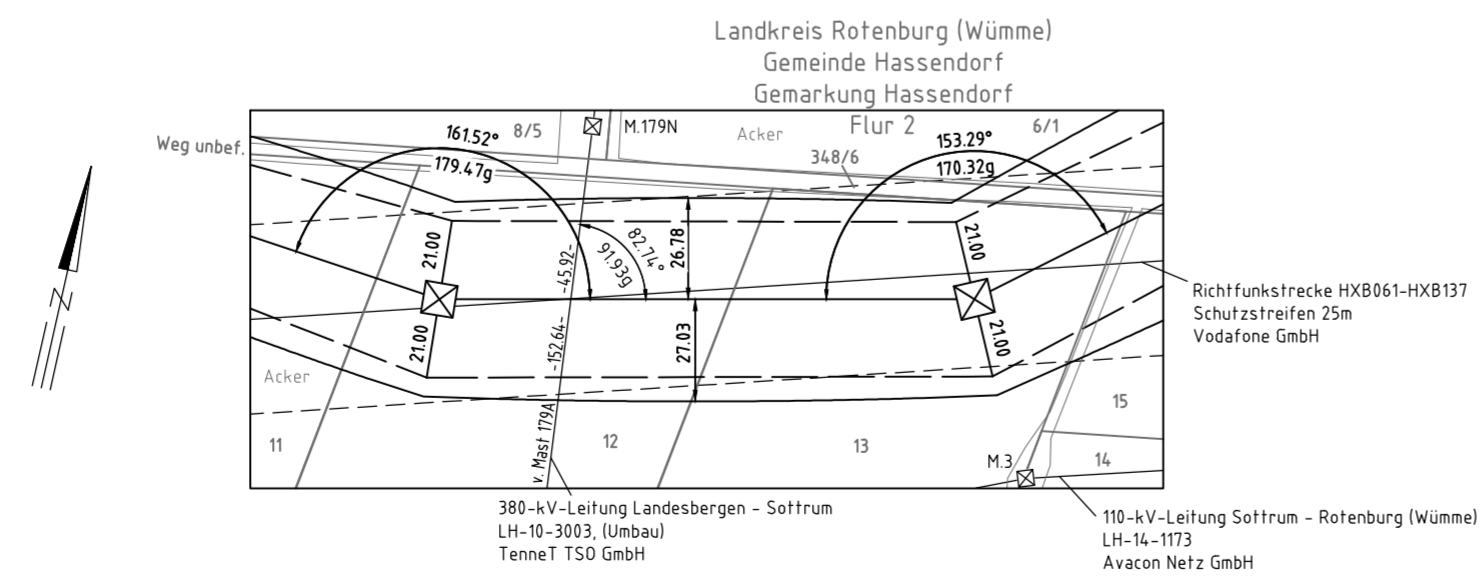 Landkreis Rotenburg (Wümme)
Gemeinde Hassendorf
Gemarkung Hassendorf
Flur 2
Weg unbef.
161.52°
179.47g
8/5
M.179N
Acker
348/6
153.29°
170.32g
6/1
N
21.00
21.00
-45.92-
82.74°
91.93g
26.78
21.00
21.00
-152.64-
27.03
Acker
v. Mast 179A
11
12
13
M.3
15
14
Richtfunkstrecke HXB061-HXB137
Schutzstreifen 25m
Vodafone GmbH
380-kV-Leitung Landesbergen - Sottrum
LH-10-3003, (Umbau)
TenneT TSO GmbH
110-kV-Leitung Sottrum - Rotenburg (Wümme)
LH-14-1173
Avacon Netz GmbH